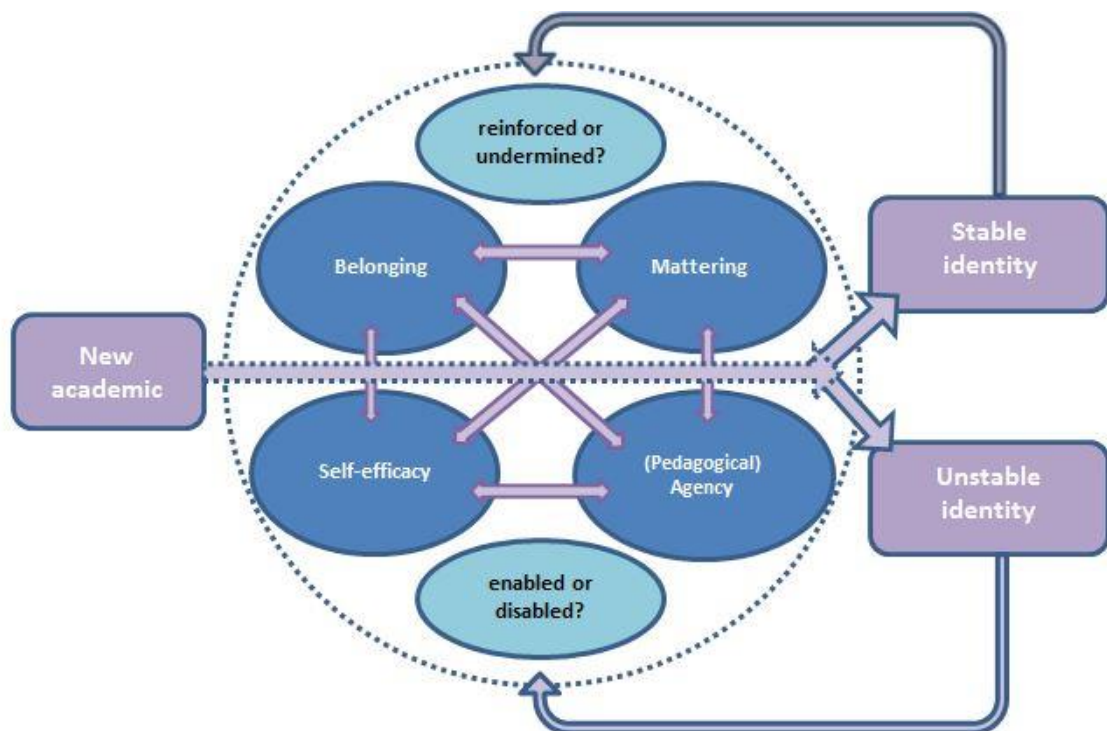 reinforced or
undermined?
Belonging
Mattering
Stable
identity
New
academic
Self-efficacy
(Pedagogical)
Agency
Unstable
identity
enabled or
disabled?